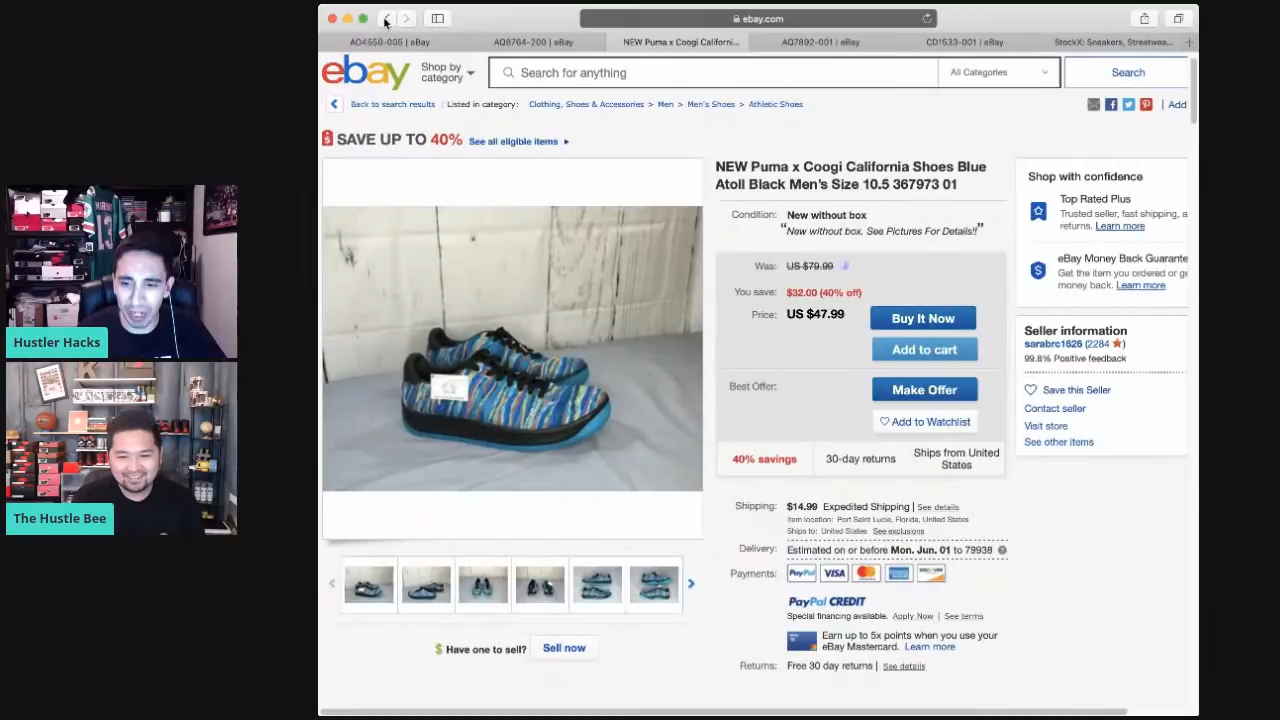 ebay.com
AO4550-005 | eBay
AQ8764-200 | eBay
NEW Puma x Coogi Californi...
AQ7892-001 | eBay
CD1533-001 | eBay
StockX: Sneakers, Streetwea...
ebay
Shop by category
Search for anything
All Categories
Search
Back to search results
Listed in category:
Clothing, Shoes & Accessories > Men > Men's Shoes > Athletic Shoes
| Add
SAVE UP TO 40% See all eligible items
NEW Puma x Coogi California Shoes Blue
Atoll Black Men's Size 10.5 367973 01
Condition: New without box
"New without box. See Pictures For Details!!"
Was: US $79.99
You save: $32.00 (40% off)
Price: US $47.99
Buy It Now
Add to cart
Best Offer:
Make Offer
Add to Watchlist
40% savings
30-day returns
Ships from United
States
Shipping: $14.99 Expedited Shipping | See details
Item location: Port Saint Lucie, Florida, United States
Ships to: United States See exclusions
Delivery: Estimated on or before Mon. Jun. 01 to 79938
Payments: PayPal VISA
DISCOVER
PayPal CREDIT
Special financing available. Apply Now | See terms
Earn up to 5x points when you use your
eBay Mastercard. Learn more
Returns: Free 30 day returns | See details
Shop with confidence
Top Rated Plus
Trusted seller, fast shipping, a
returns. Learn more
eBay Money Back Guarante
Get the item you ordered or ge
money back. Learn more
Seller information
sarabrc1626 (2284)
99.8% Positive feedback
Save this Seller
Contact seller
Visit store
See other items
Have one to sell? Sell now
Hustler Hacks
The Hustle Bee